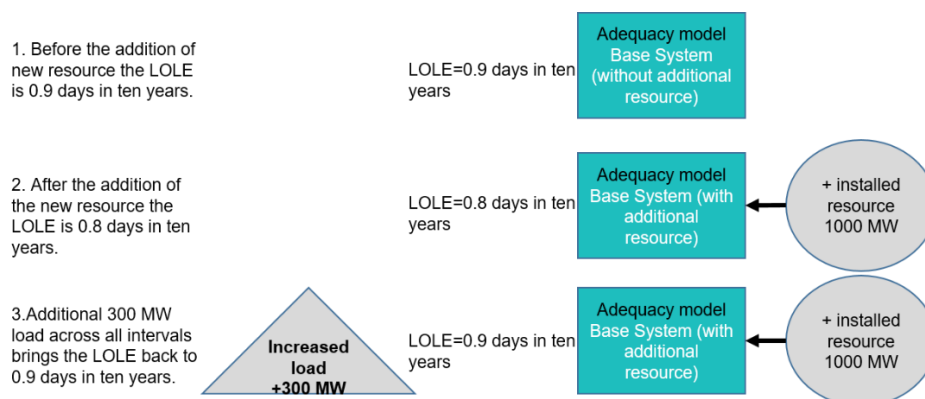 1. Before the addition of
new resource the LOLE
is 0.9 days in ten years.
LOLE=0.9 days in ten
years
Adequacy model
Base System
(without additional
resource)
2. After the addition of
the new resource the
LOLE is 0.8 days in ten
years.
LOLE=0.8 days in ten
years
Adequacy model
Base System (with
additional
resource)
+ installed
resource
1000 MW
3.Additional 300 MW
load across all intervals
brings the LOLE back to
0.9 days in ten years.
Increased
load
+300 MW
LOLE=0.9 days in ten
years
Adequacy model
Base System (with
additional
resource)
+ installed
resource
1000 MW